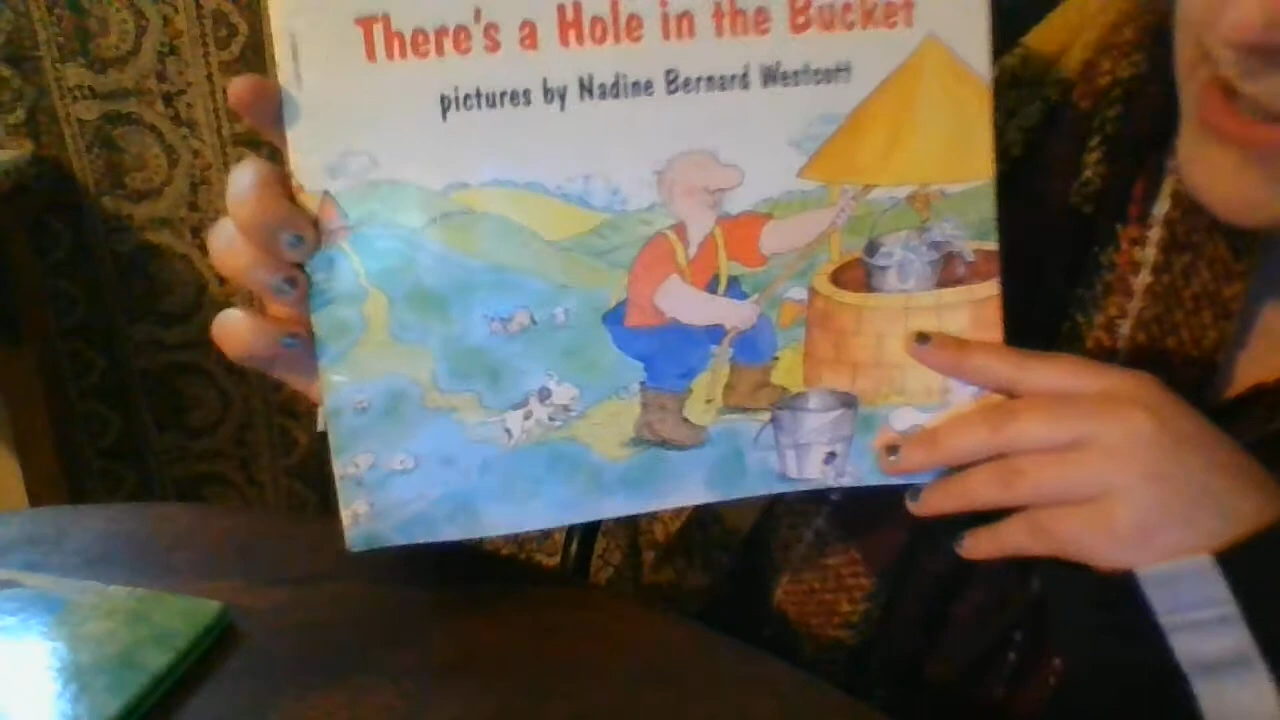 There's a Hole in the Bucket
pictures by Nadine Bernard Westcott